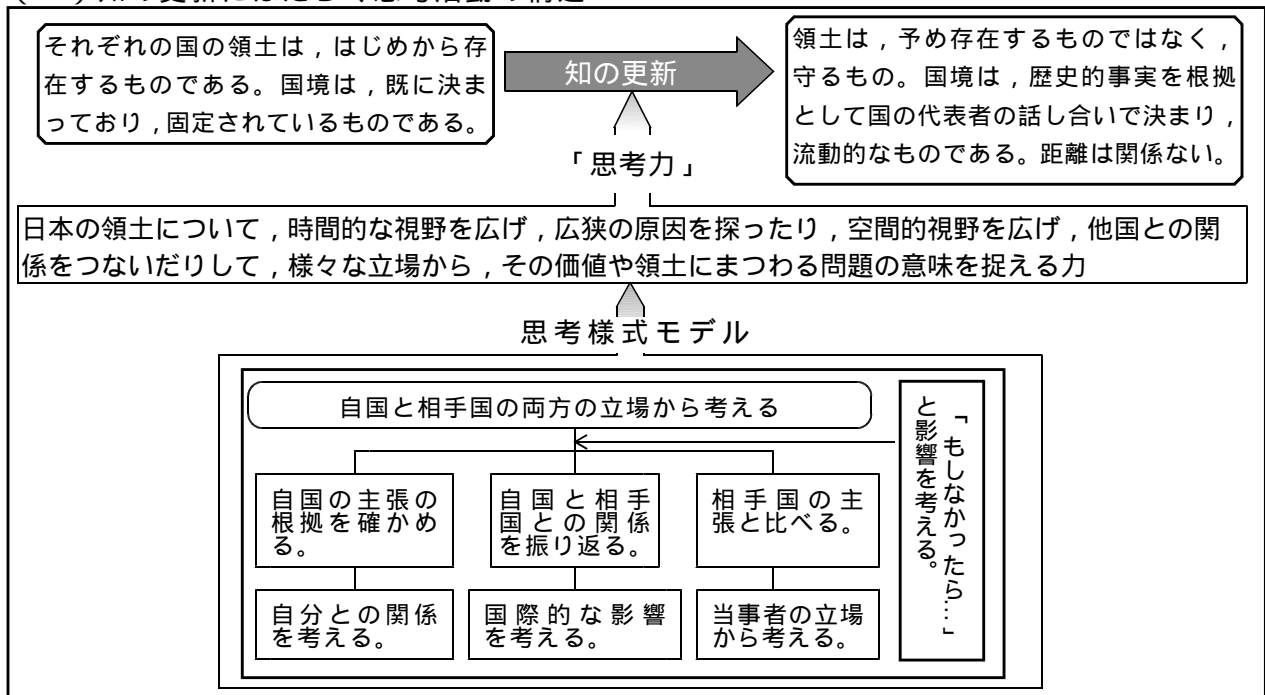 それぞれの国の領土は，はじめから存
在するものである。国境は，既に決ま
っており，固定されているものである。
知の更新
領土は，予め存在するものではなく，
守るもの。国境は，歴史的事実を根拠
として国の代表者の話し合いで決まり，
流動的なものである。距離は関係ない。
「思考力」
日本の領土について，時間的な視野を広げ，広狭の原因を探ったり，空間的視野を広げ，他国との関
係をつないだりして，様々な立場から，その価値や領土にまつわる問題の意味を捉える力
思考様式モデル
自国と相手国の両方の立場から考える
「もしなかったら…」
と影響を考える。
自国の主張の
根拠を確かめ
る。
自国と相手
国との関係
を振り返る。
相手国の主
張と比べる。
自分との関係
を考える。
国際的な影響
を考える。
当事者の立場
から考える。